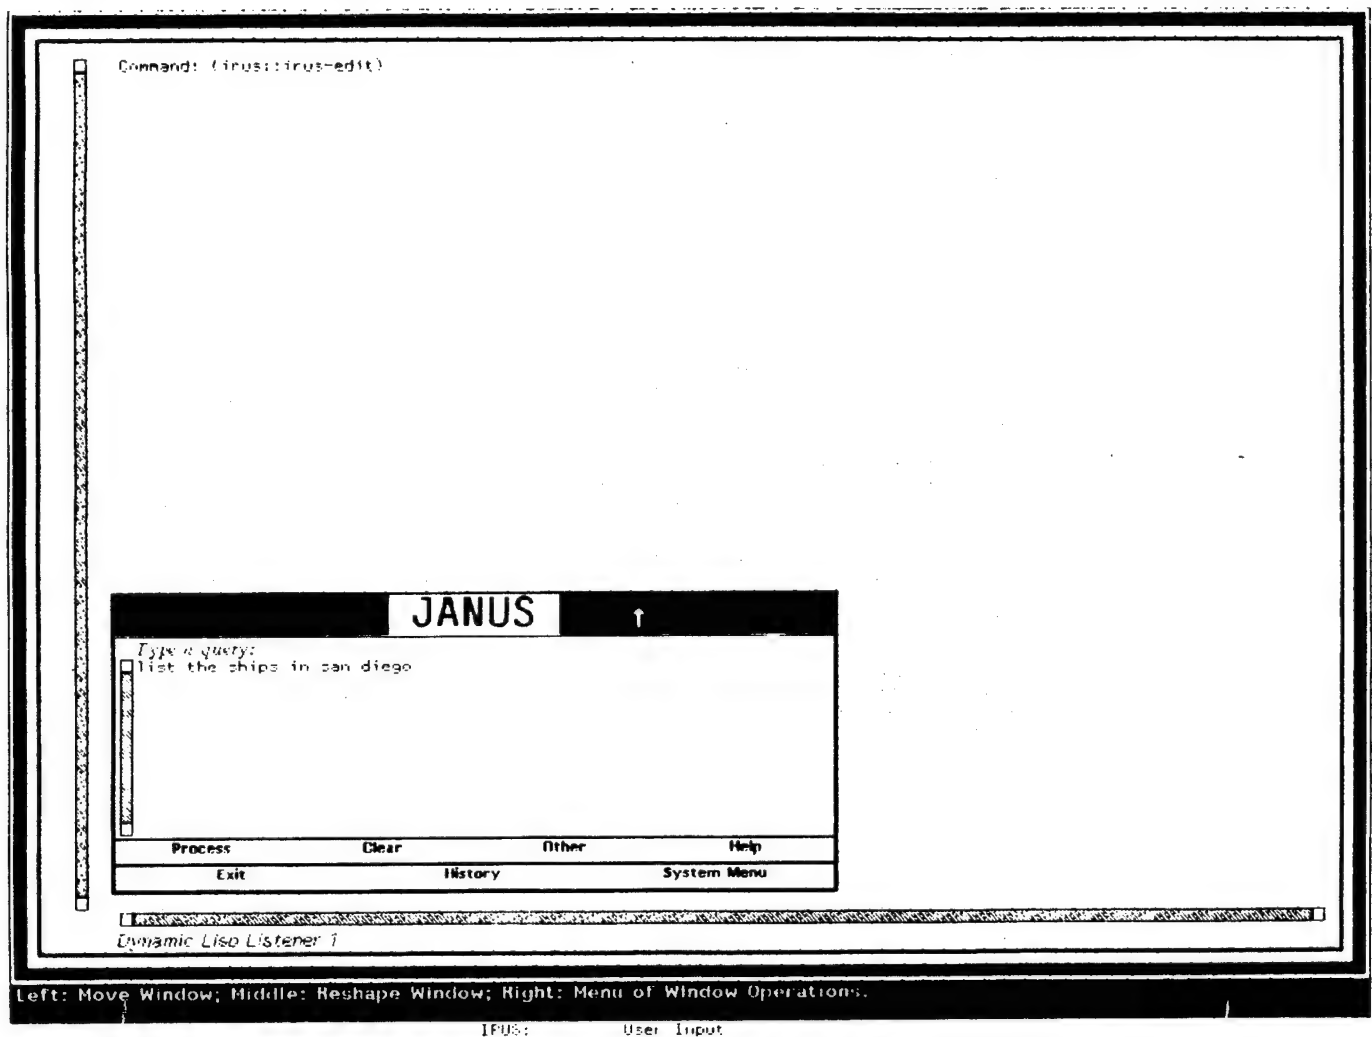 Command: (irus::irus-edit)
JANUS
Type a query:
list the ships in san diego
Process Clear Other Help
Exit History System Menu
Dynamic Lisp Listener 1
Left: Move Window; Middle: Reshape Window; Right: Menu of Window Operations.
IRUS: User Input